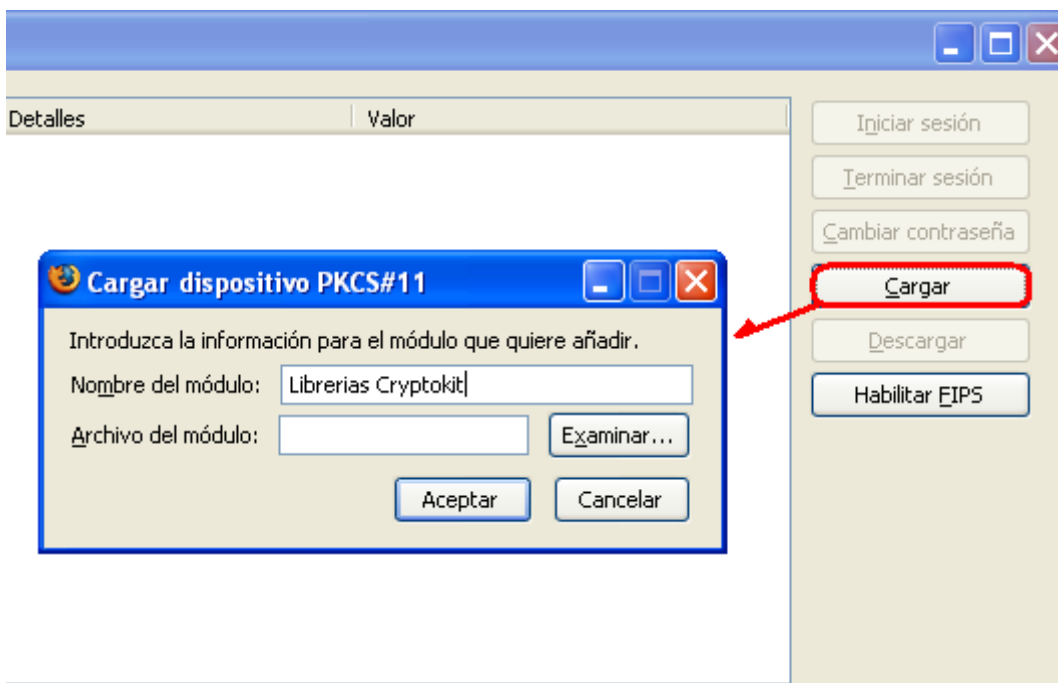 Detalles Valor
Iniciar sesión
Terminar sesión
Cambiar contraseña
Cargar
Descargar
Habilitar FIPS
Cargar dispositivo PKCS#11
Introduzca la información para el módulo que quiere añadir.
Nombre del módulo: Librerias Cryptokit
Archivo del módulo: Examinar...
Aceptar Cancelar